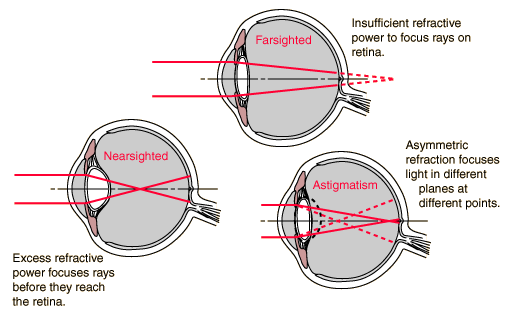 Farsighted
Insufficient refractive
power to focus rays on
retina.
Nearsighted
Excess refractive
power focuses rays
before they reach
the retina.
Astigmatism
Asymmetric
refraction focuses
light in different
planes at
different points.